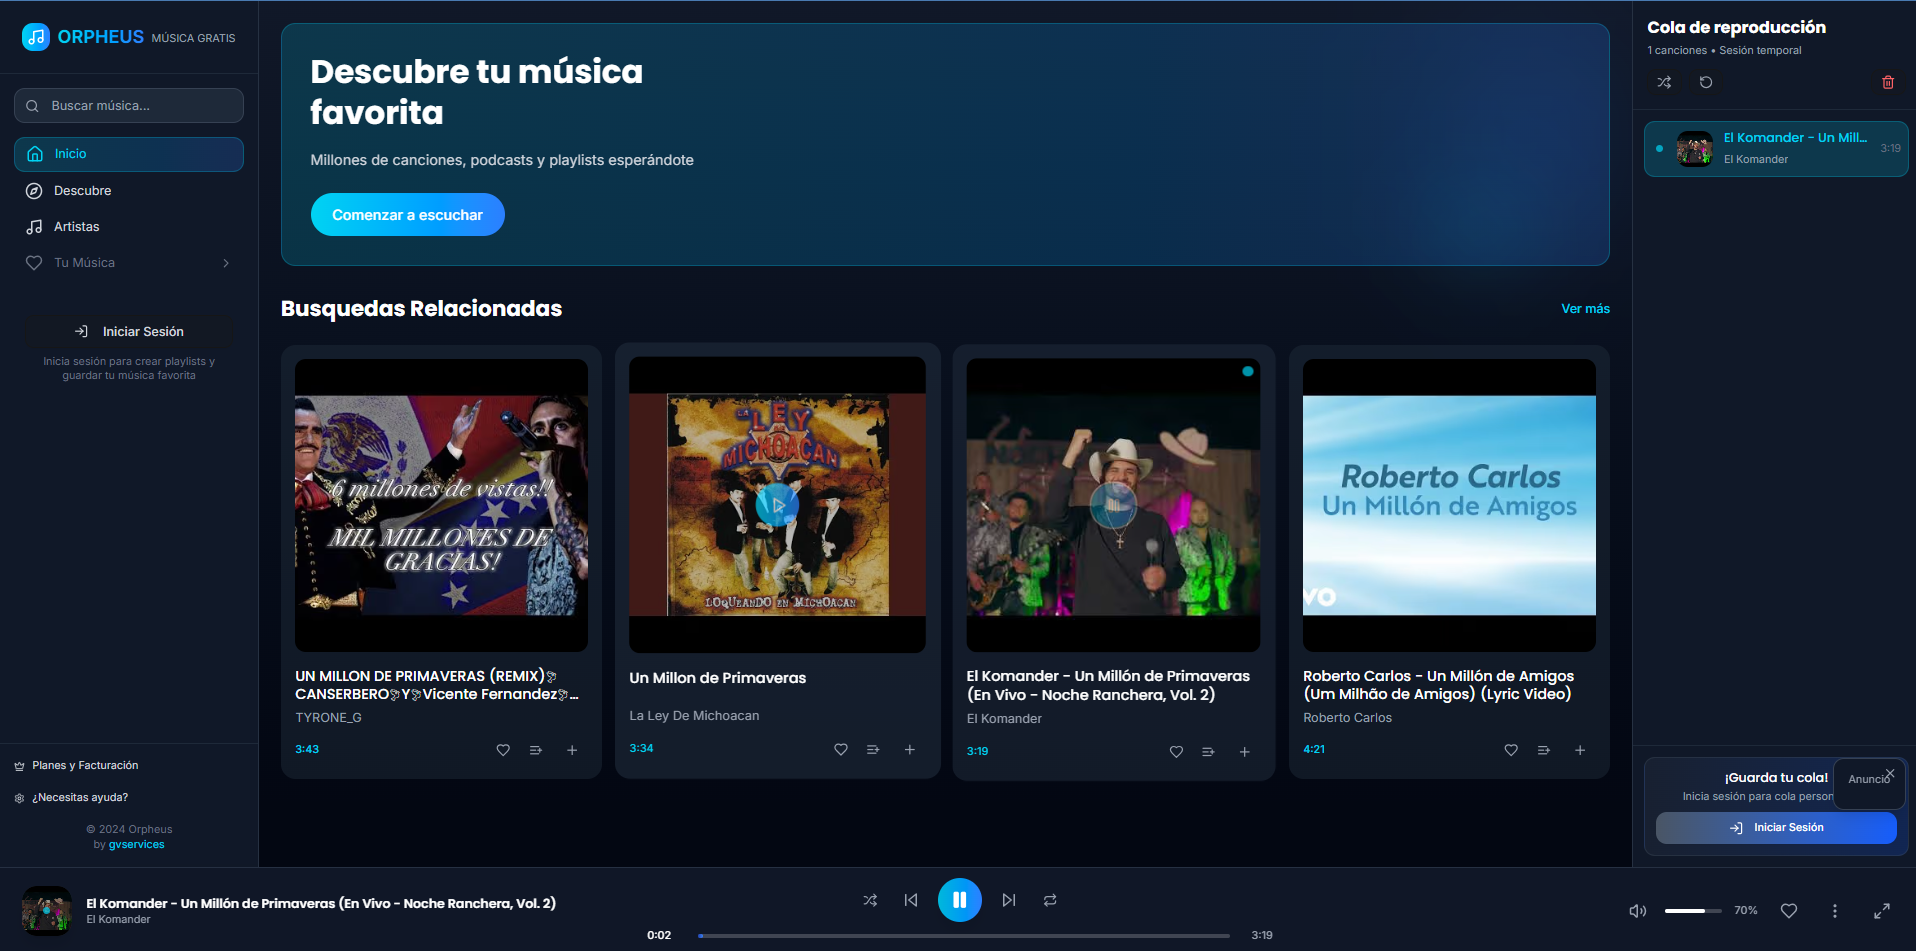 ORPHEUS MÚSICA GRATIS
Buscar música...
Inicio
Descubre
Artistas
Tu Música
Iniciar Sesión
Inicia sesión para crear playlists y
guardar tu música favorita
Planes y Facturación
¿Necesitas ayuda?
© 2024 Orpheus
by gvservices
Descubre tu música
favorita
Millones de canciones, podcasts y playlists esperándote
Comenzar a escuchar
Busquedas Relacionadas
Ver más
6 millones de vistas!!
MIL MILLONES DE
GRACIAS!
UN MILLON DE PRIMAVERAS (REMIX)🕊
CANSERBERO🕊Y🕊Vicente Fernandez🕊...
TYRONE_G
3:43
LA
LEY
MICHOACAN
LOQUEANDO EN MICHOACAN
Un Millon de Primaveras
La Ley De Michoacan
3:34
El Komander - Un Millón de Primaveras
(En Vivo - Noche Ranchera, Vol. 2)
El Komander
3:19
Roberto Carlos
Un Millón de Amigos
VO
Roberto Carlos - Un Millón de Amigos
(Um Milhão de Amigos) (Lyric Video)
Roberto Carlos
4:21
Cola de reproducción
1 canciones • Sesión temporal
El Komander - Un Mill...
El Komander
3:19
¡Guarda tu cola!
Anuncio
Inicia sesión para cola person
Iniciar Sesión
El Komander - Un Millón de Primaveras (En Vivo - Noche Ranchera, Vol. 2)
El Komander
0:02
3:19
70%